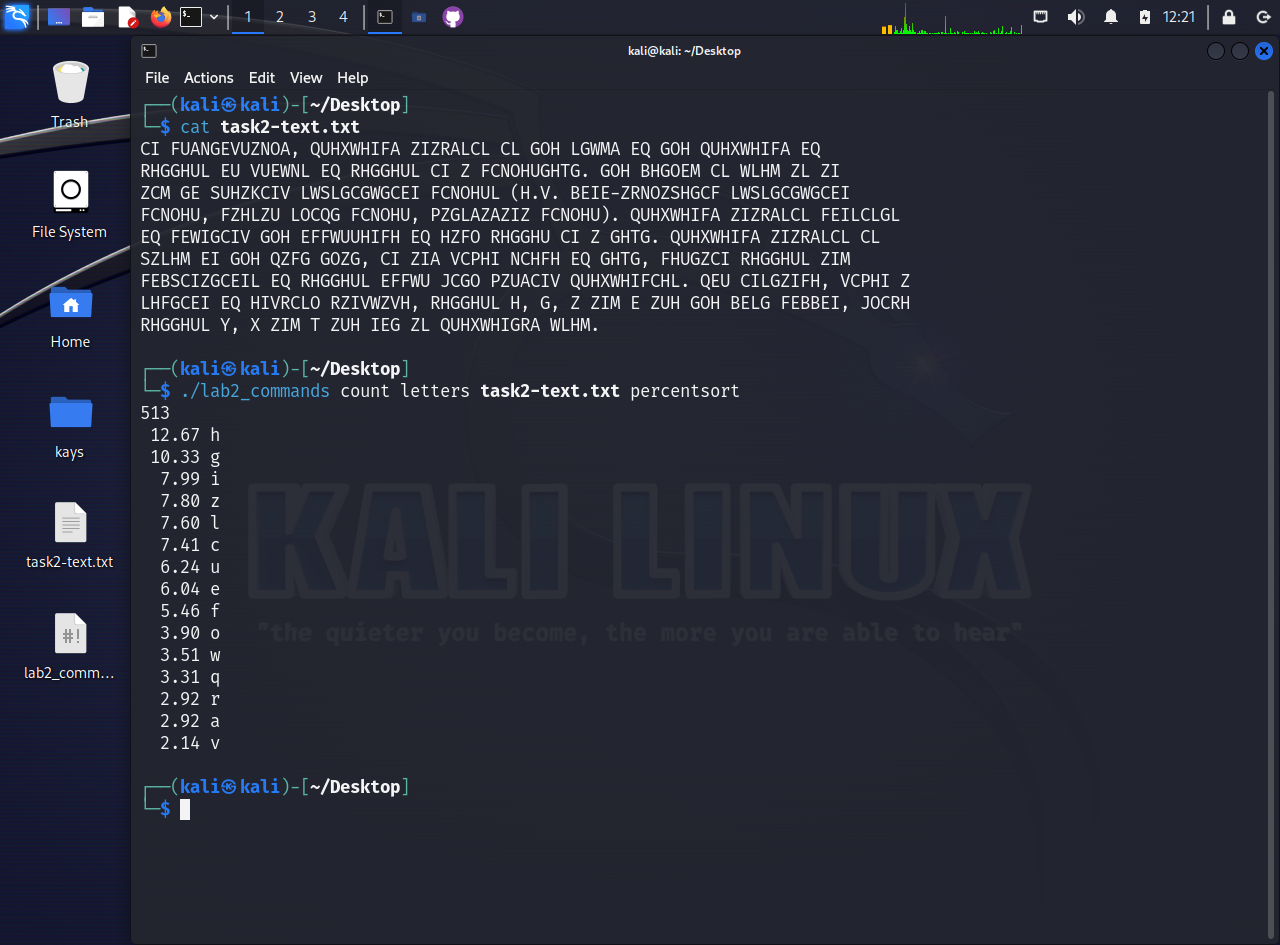 1 2 3 4 12:21
kali@kali: ~/Desktop
File Actions Edit View Help
Trash
File System
Home
kays
task2-text.txt
lab2_comm…
┌──(kali㉿kali)-[~/Desktop]
└─$ cat task2-text.txt
CI FUANGEVUZNOA, QUHXWHIFA ZIZRALCL CL GOH LGWMA EQ GOH QUHXWHIFA EQ
RHGGHUL EU VUEWNL EQ RHGGHUL CI Z FCNOHUGHTG. GOH BHGOEM CL WLHM ZL ZI
ZCM GE SUHZKCIV LWSLGCGWGCEI FCNOHUL (H.V. BEIE-ZRNOZSHGCF LWSLGCGWGCEI
FCNOHU, FZHLZU LOCQG FCNOHU, PZGLAZAZIZ FCNOHU). QUHXWHIFA ZIZRALCL FEILCLGL
EQ FEWIGCIV GOH EFFWUUHIFH EQ HZFO RHGGHU CI Z GHTG. QUHXWHIFA ZIZRALCL CL
SZLHM EI GOH QZFG GOZG, CI ZIA VCPHI NCHFH EQ GHTG, FHUGZCI RHGGHUL ZIM
FEBSCIZGCEIL EQ RHGGHUL EFFWU JCGO PZUACIV QUHXWHIFCHL. QEU CILGZIFH, VCPHI Z
LHFGCEI EQ HIVRCLO RZIVWZVH, RHGGHUL H, G, Z ZIM E ZUH GOH BELG FEBBEI, JOCRH
RHGGHUL Y, X ZIM T ZUH IEG ZL QUHXWHIGRA WLHM.
┌──(kali㉿kali)-[~/Desktop]
└─$ ./lab2_commands count letters task2-text.txt percentsort
513
12.67 h
10.33 g
7.99 i
7.80 z
7.60 l
7.41 c
6.24 u
6.04 e
5.46 f
3.90 o
3.51 w
3.31 q
2.92 r
2.92 a
2.14 v
┌──(kali㉿kali)-[~/Desktop]
└─$
KALI LINUX
"the quieter you become, the more you are able to hear"